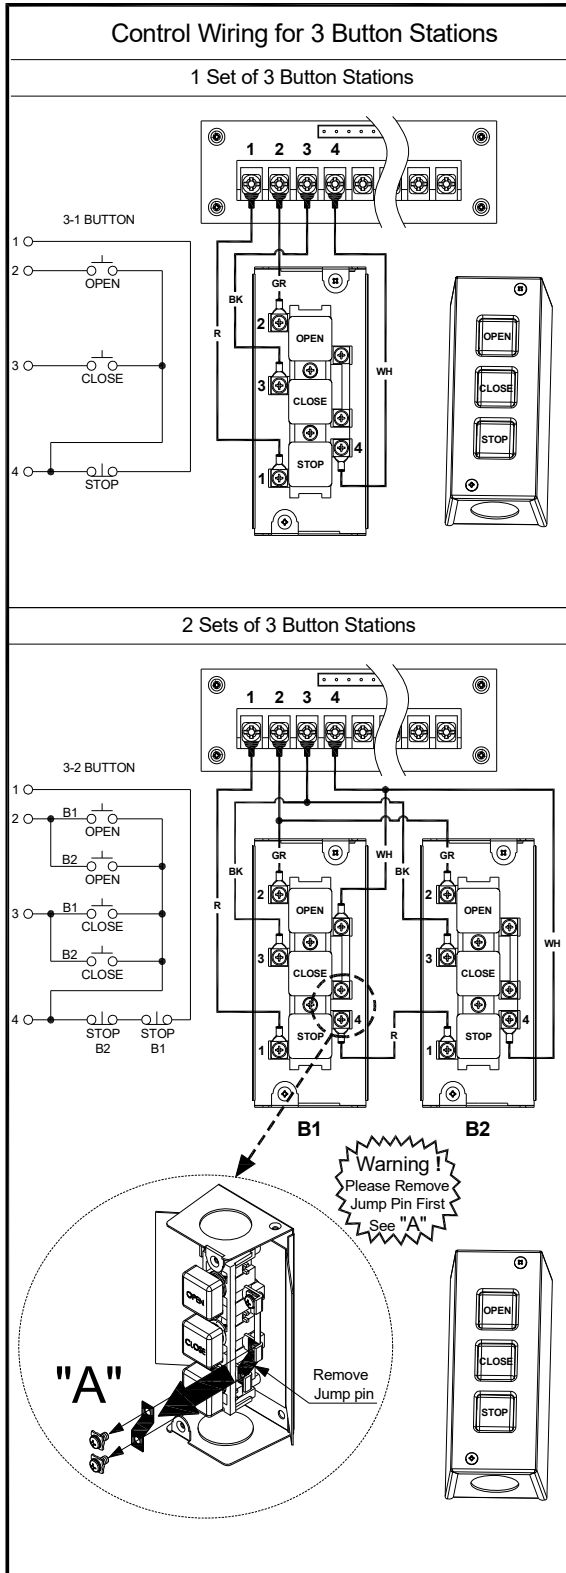 Control Wiring for 3 Button Stations
1 Set of 3 Button Stations
1 2 3 4
3-1 BUTTON
1
2
OPEN
3
CLOSE
4
STOP
R
BK
GR
WH
2
OPEN
3
CLOSE
1
STOP
4
OPEN
CLOSE
STOP
2 Sets of 3 Button Stations
1 2 3 4
3-2 BUTTON
1
2
B1
OPEN
B2
OPEN
3
B1
CLOSE
B2
CLOSE
4
STOP
B2
STOP
B1
R
BK
GR
WH
BK
GR
WH
2
OPEN
3
CLOSE
1
STOP
4
R
2
OPEN
3
CLOSE
1
STOP
4
B1
B2
Warning !
Please Remove
Jump Pin First
See "A"
"A"
OPEN
CLOSE
Remove
Jump pin
OPEN
CLOSE
STOP